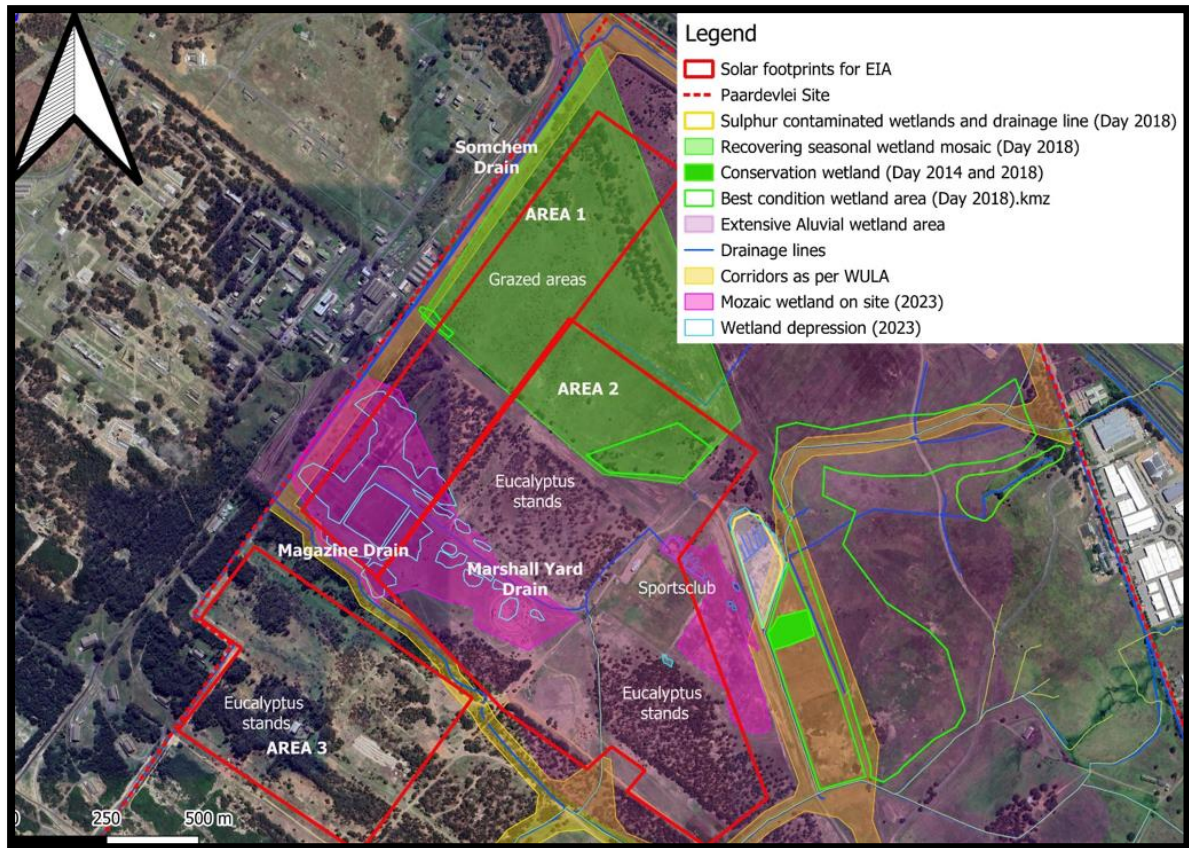 Legend
Solar footprints for EIA
Paardevlei Site
Sulphur contaminated wetlands and drainage line (Day 2018)
Recovering seasonal wetland mosaic (Day 2018)
Conservation wetland (Day 2014 and 2018)
Best condition wetland area (Day 2018).kmz
Extensive Aluvial wetland area
Drainage lines
Corridors as per WULA
Mozaic wetland on site (2023)
Wetland depression (2023)
Somchem
Drain
AREA 1
Grazed areas
AREA 2
Eucalyptus
stands
Magazine Drain
Marshall Yard
Drain
Sportsclub
Eucalyptus
stands
Eucalyptus
stands
AREA 3
250 500 m